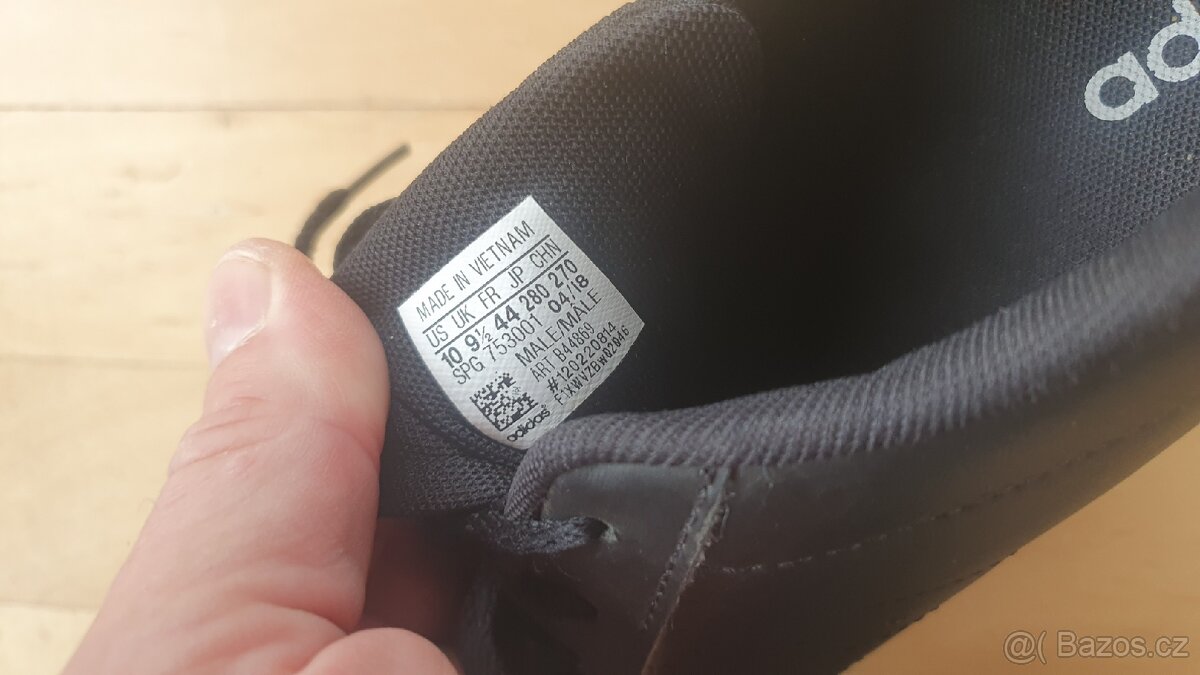 MADE IN VIETNAM
US UK FR JP CHN
10 9½ 44 280 270
SPG 753001 04/18
MALE/MALE
ART B44869
#120220814
F1XWVZBW0Z946
adidas
ad
@( Bazos.cz